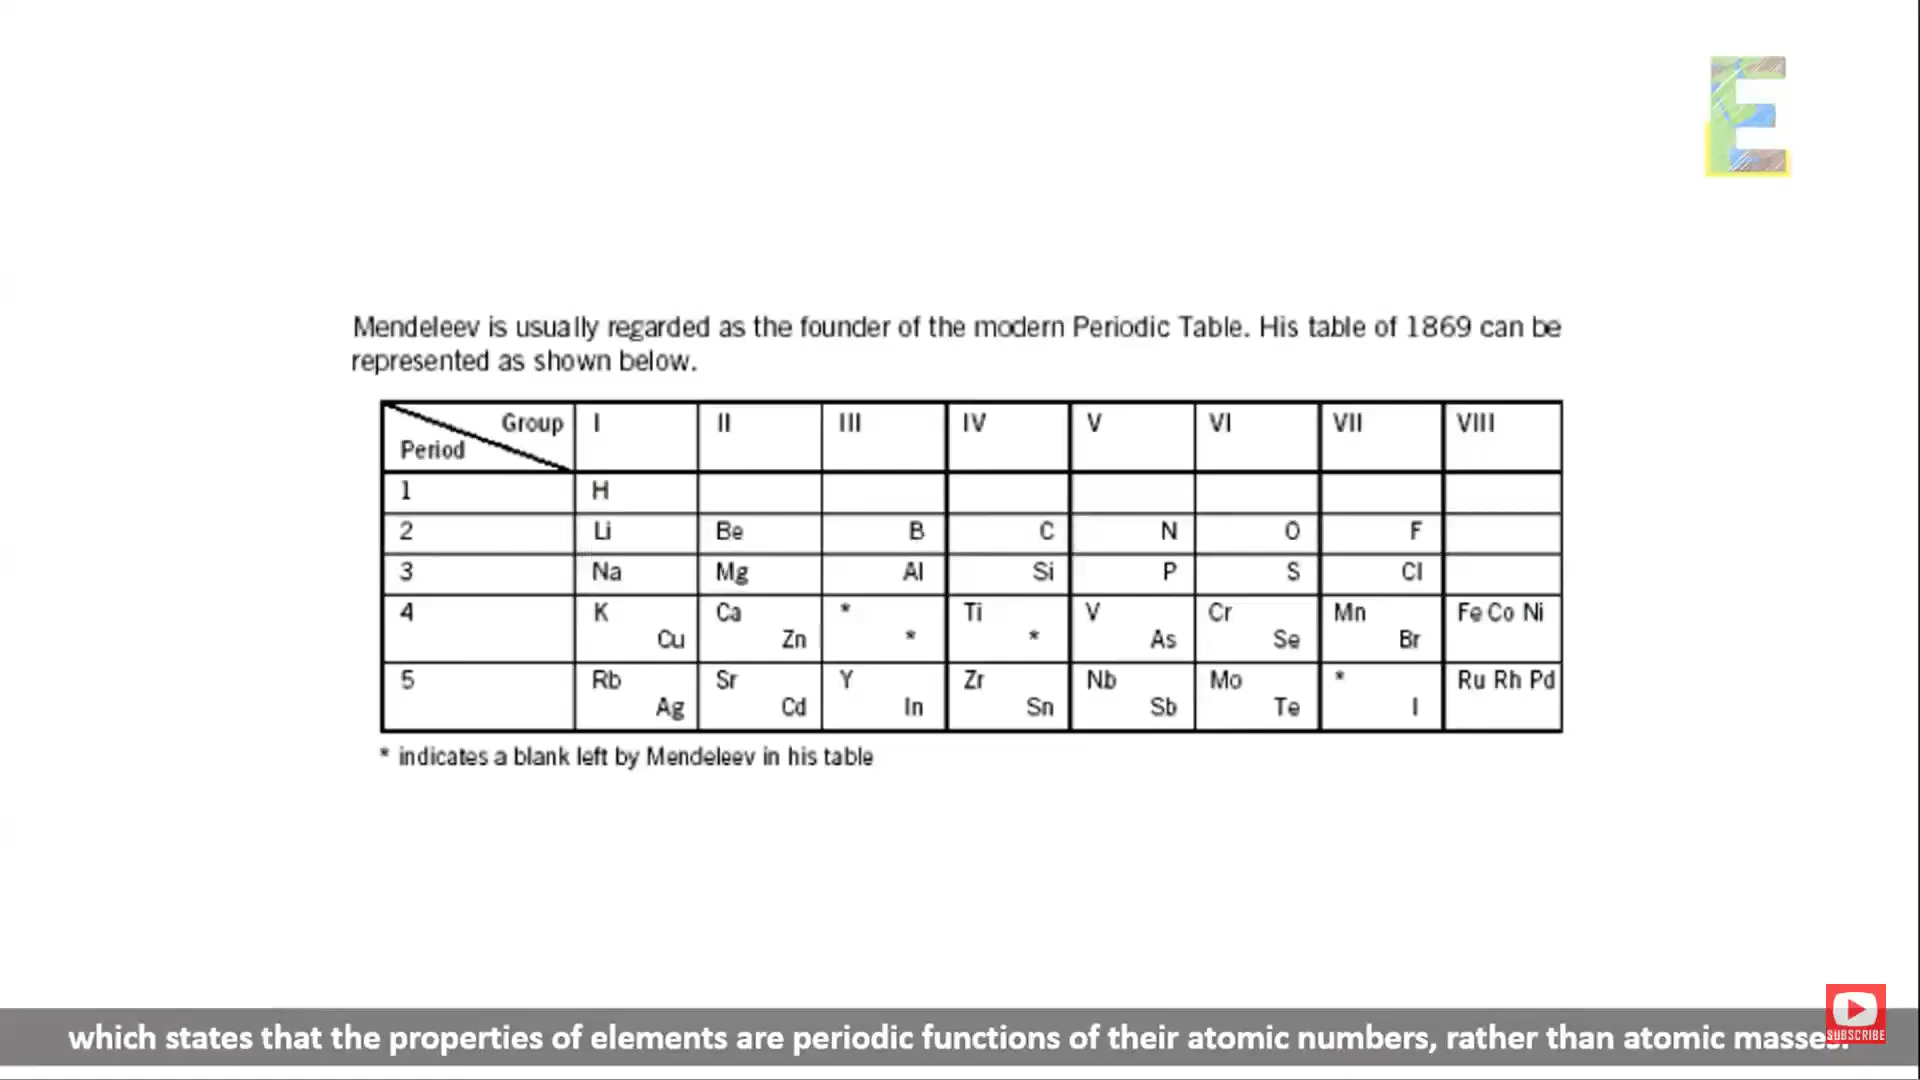 E
Mendeleev is usually regarded as the founder of the modern Periodic Table. His table of 1869 can be
represented as shown below.
Group I II III IV V VI VII VIII
Period
1 H
2 Li Be B C N O F
3 Na Mg Al Si P S Cl
4 K Ca * Ti V Cr Mn Fe Co Ni
Cu Zn * * As Se Br
5 Rb Sr Y Zr Nb Mo * Ru Rh Pd
Ag Cd In Sn Sb Te I
* indicates a blank left by Mendeleev in his table
which states that the properties of elements are periodic functions of their atomic numbers, rather than atomic masses.
SUBSCRIBE